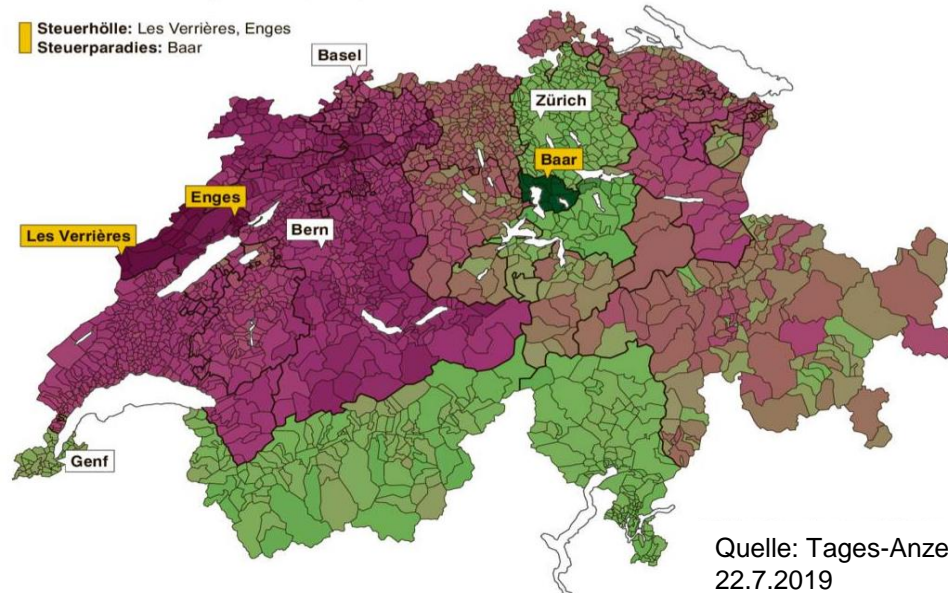 Steuerhölle: Les Verrières, Enges
Steuerparadies: Baar
Basel
Zürich
Baar
Enges
Bern
Les Verrières
Genf
Quelle: Tages-Anze
22.7.2019